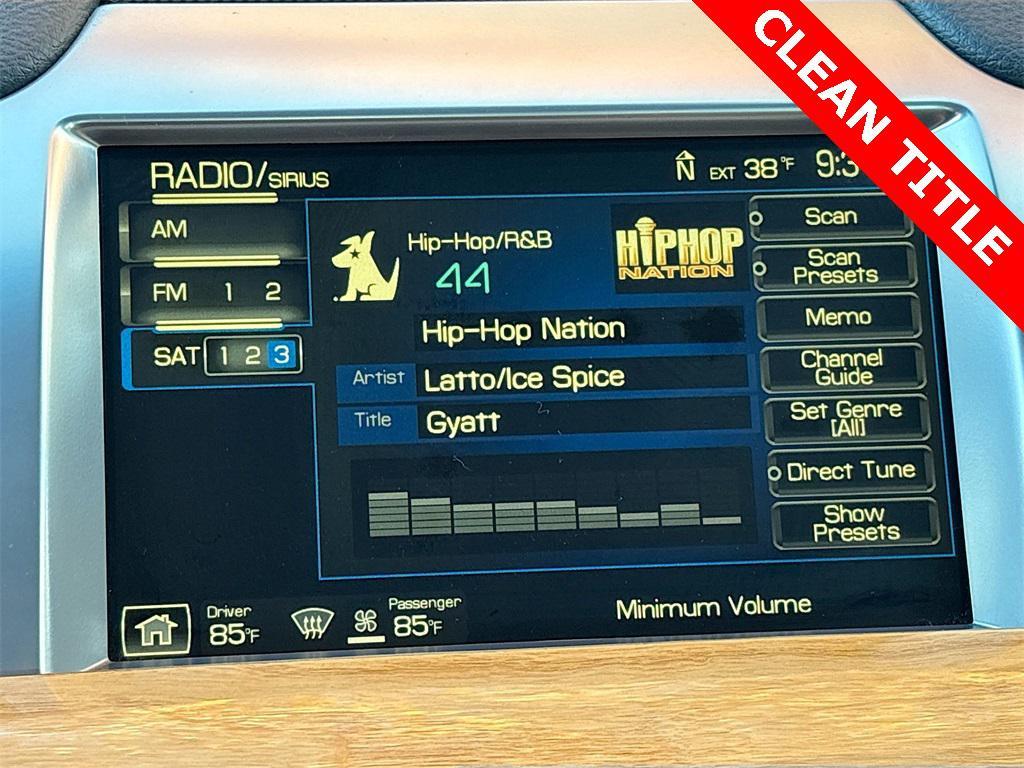 CLEAN TITLE
RADIO/SIRIUS
N EXT 38°F 9:3
AM
FM 1 2
SAT 1 2 3
Hip-Hop/R&B
44
HIPHOP
NATION
Hip-Hop Nation
Artist Latto/Ice Spice
Title Gyatt
Scan
Scan
Presets
Memo
Channel
Guide
Set Genre
[All]
Direct Tune
Show
Presets
Driver
85°F
Passenger
85°F
Minimum Volume